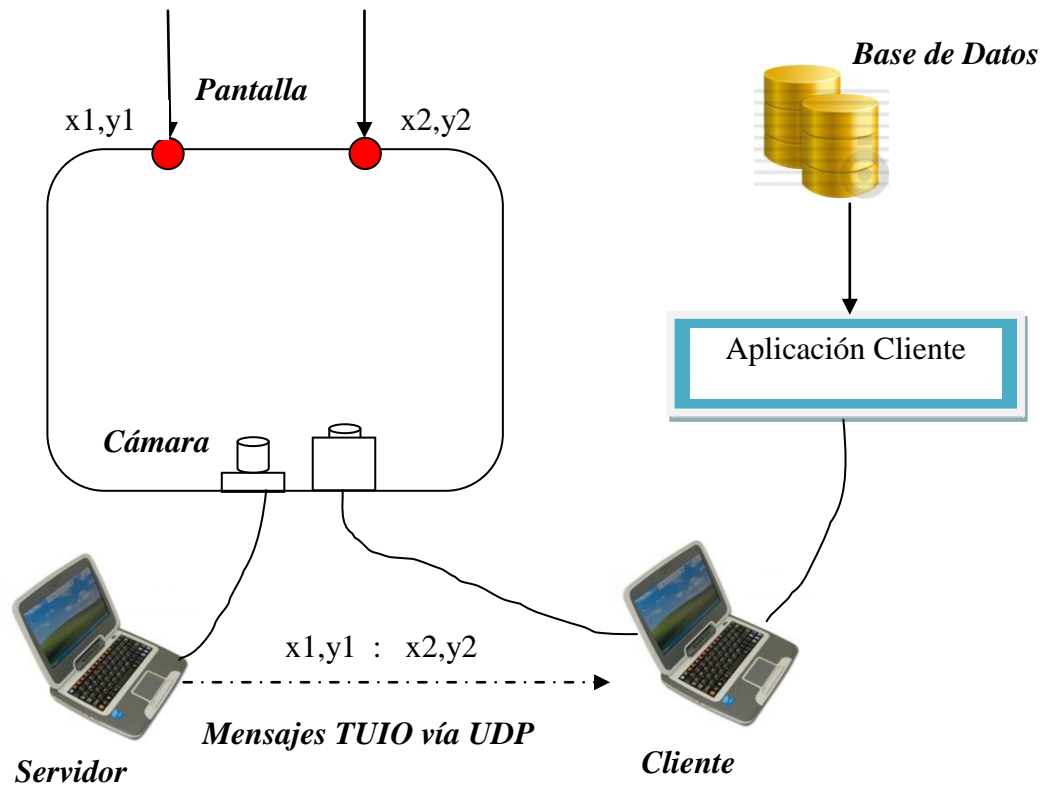 Base de Datos
Pantalla
x1,y1
x2,y2
Aplicación Cliente
Cámara
x1,y1 : x2,y2
Mensajes TUIO vía UDP
Servidor
Cliente